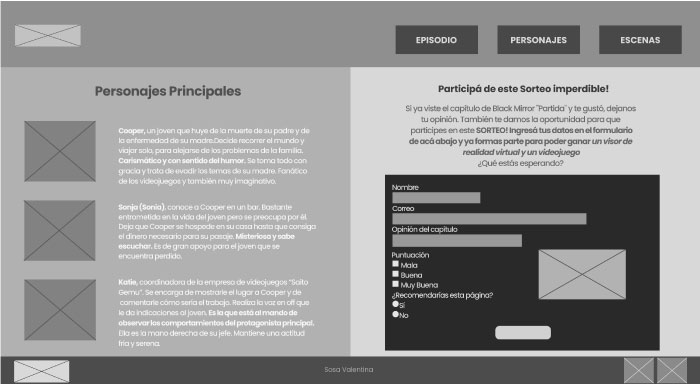 EPISODIO
PERSONAJES
ESCENAS
Personajes Principales
Cooper, un joven que huye de la muerte de su padre y de
la enfermedad de su madre.Decide recorrer el mundo y
viajar solo, para alejarse de los problemas de la familia.
Carismático y con sentido del humor. Se toma todo con
gracia y trata de evadir los temas de su madre. Fanático
de los videojuegos y también muy imaginativo.
Sonja (Sonia), conoce a Cooper en un bar. Bastante
entrometida en la vida del joven pero se preocupa por él.
Deja que Cooper se hospede en su casa hasta que consiga
el dinero necesario para su pasaje. Misteriosa y sabe
escuchar. Es de gran apoyo para el joven que se
encuentra perdido.
Katie, coordinadora de la empresa de videojuegos "Saito
Gemu". Se encarga de mostrarle el lugar a Cooper y de
comentarle cómo sería el trabajo. Realiza la voz en off que
le da indicaciones al joven. Es la que está al mando de
observar los comportamientos del protagonista principal.
Ella es la mano derecha de su jefe. Mantiene una actitud
fría y serena.
Participá de este Sorteo imperdible!
Si ya viste el capítulo de Black Mirror "Partida" y te gustó, dejanos
tu opinión. También te damos la oportunidad para que
participes en este SORTEO! Ingresá tus datos en el formulario
de acá abajo y ya formas parte para poder ganar un visor de
realidad virtual y un videojuego
¿Qué estás esperando?
Nombre
Correo
Opinión del capítulo
Puntuación
Mala
Buena
Muy Buena
¿Recomendarías esta página?
Sí
No
Sosa Valentina